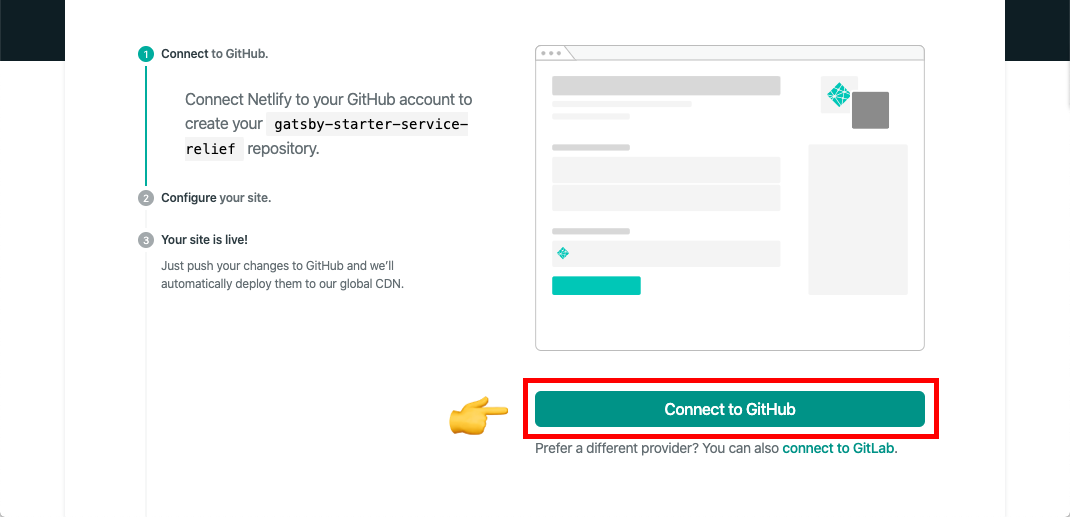 1 Connect to GitHub.
Connect Netlify to your GitHub account to
create your gatsby-starter-service-
relief repository.
2 Configure your site.
3 Your site is live!
Just push your changes to GitHub and we’ll
automatically deploy them to our global CDN.
Connect to GitHub
Prefer a different provider? You can also connect to GitLab.